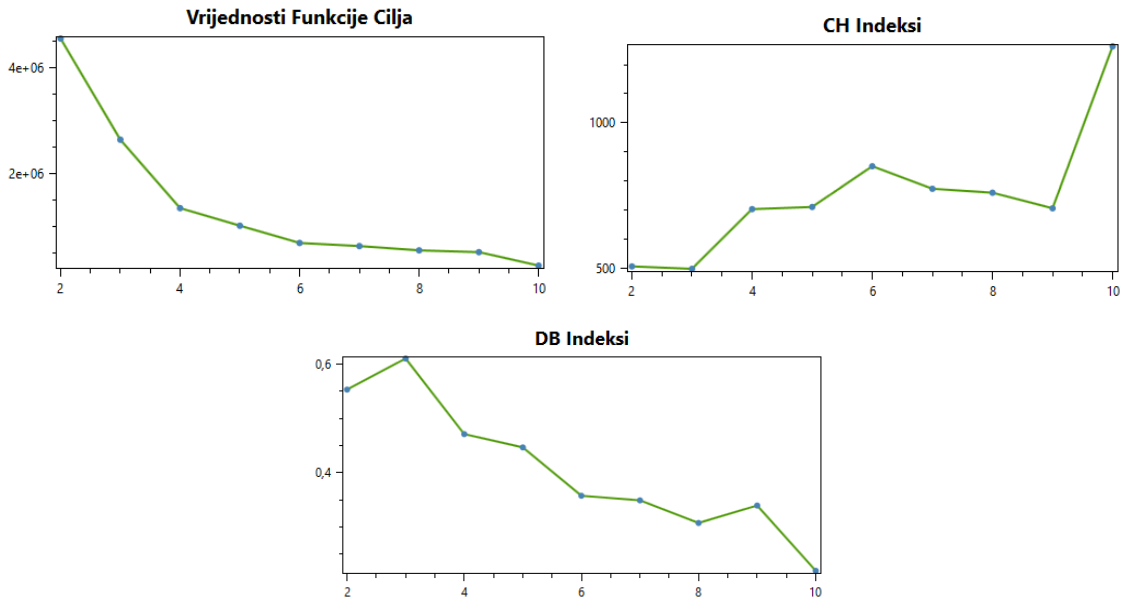 Vrijednosti Funkcije Cilja
4e+06
2e+06
2 4 6 8 10
CH Indeksi
1000
500
2 4 6 8 10
DB Indeksi
0,6
0,4
2 4 6 8 10